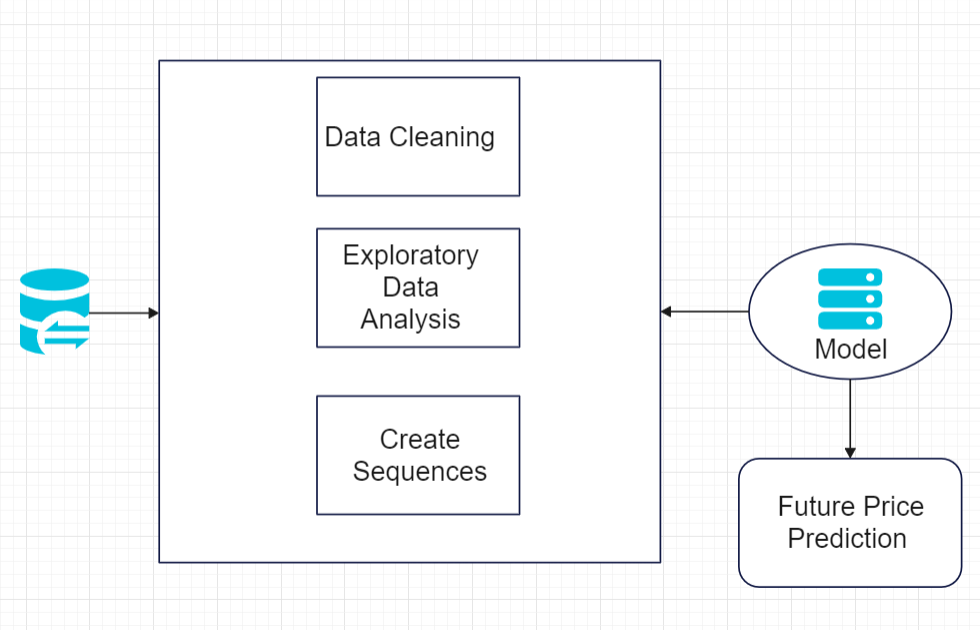 Data Cleaning
Exploratory
Data
Analysis
Create
Sequences
Model
Future Price
Prediction